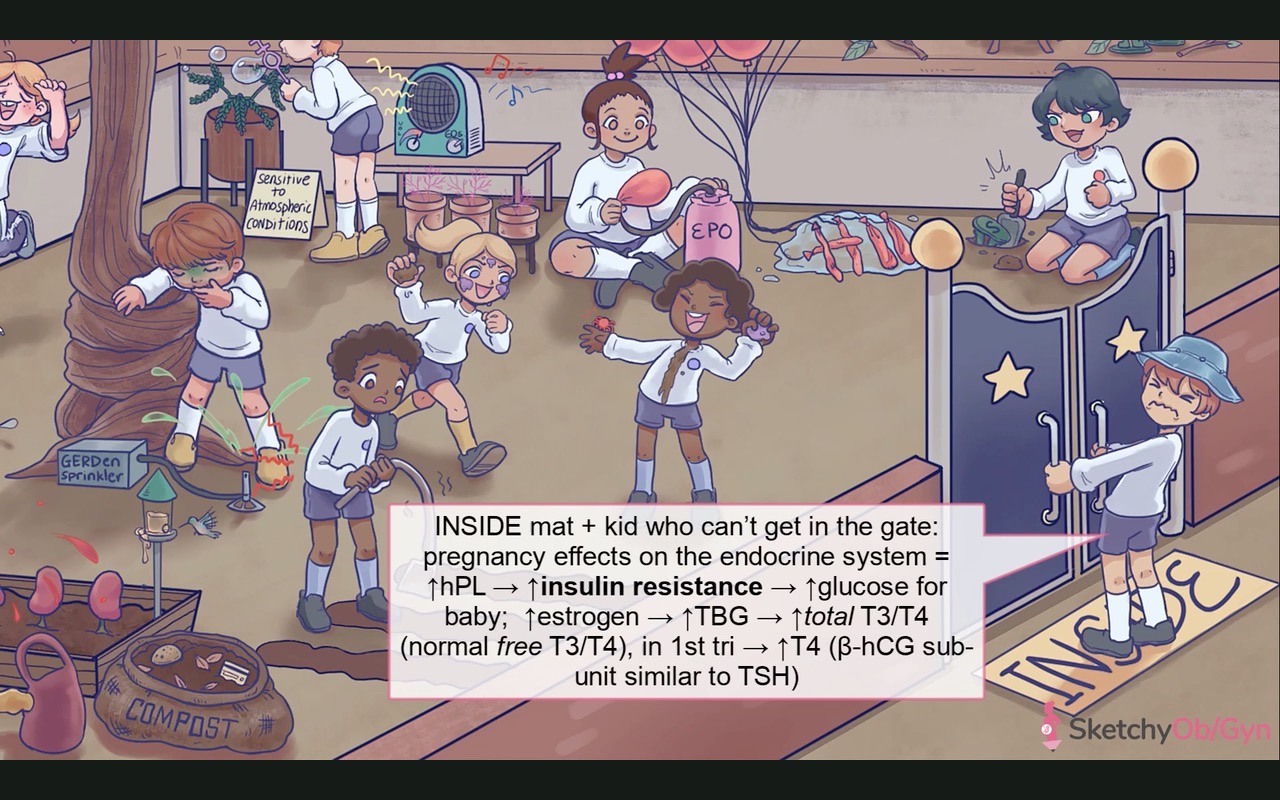 sensitive
to
Atmospheric
conditions
EPO
GERDen
sprinkler
COMPOST
INSIDE mat + kid who can’t get in the gate:
pregnancy effects on the endocrine system =
↑hPL → ↑insulin resistance → ↑glucose for
baby;  ↑estrogen → ↑TBG → ↑total T3/T4
(normal free T3/T4), in 1st tri → ↑T4 (β-hCG sub-
unit similar to TSH)
INSIDE
SketchyOb/Gyn